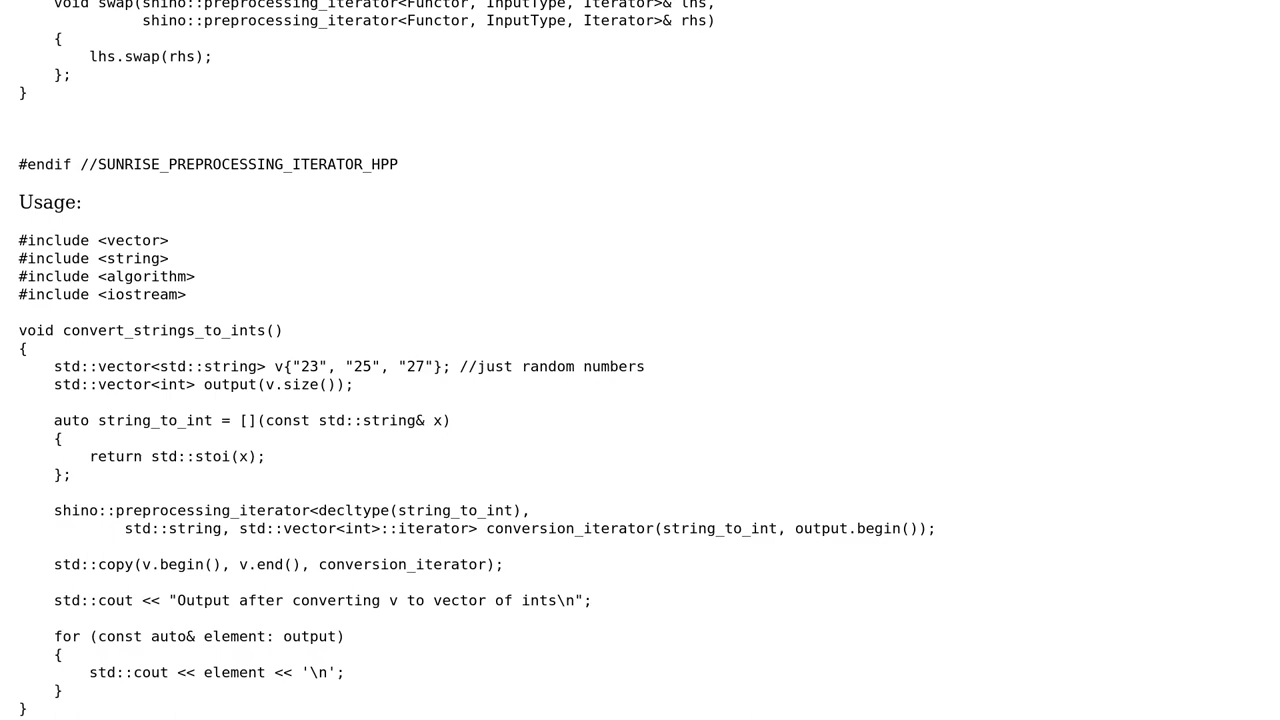 void swap(shino::preprocessing_iterator<Functor, InputType, Iterator>& lhs,
shino::preprocessing_iterator<Functor, InputType, Iterator>& rhs)
{
lhs.swap(rhs);
};
}
#endif //SUNRISE_PREPROCESSING_ITERATOR_HPP
Usage:
#include <vector>
#include <string>
#include <algorithm>
#include <iostream>
void convert_strings_to_ints()
{
std::vector<std::string> v{"23", "25", "27"}; //just random numbers
std::vector<int> output(v.size());
auto string_to_int = [](const std::string& x)
{
return std::stoi(x);
};
shino::preprocessing_iterator<decltype(string_to_int),
std::string, std::vector<int>::iterator> conversion_iterator(string_to_int, output.begin());
std::copy(v.begin(), v.end(), conversion_iterator);
std::cout << "Output after converting v to vector of ints\n";
for (const auto& element: output)
{
std::cout << element << '\n';
}
}